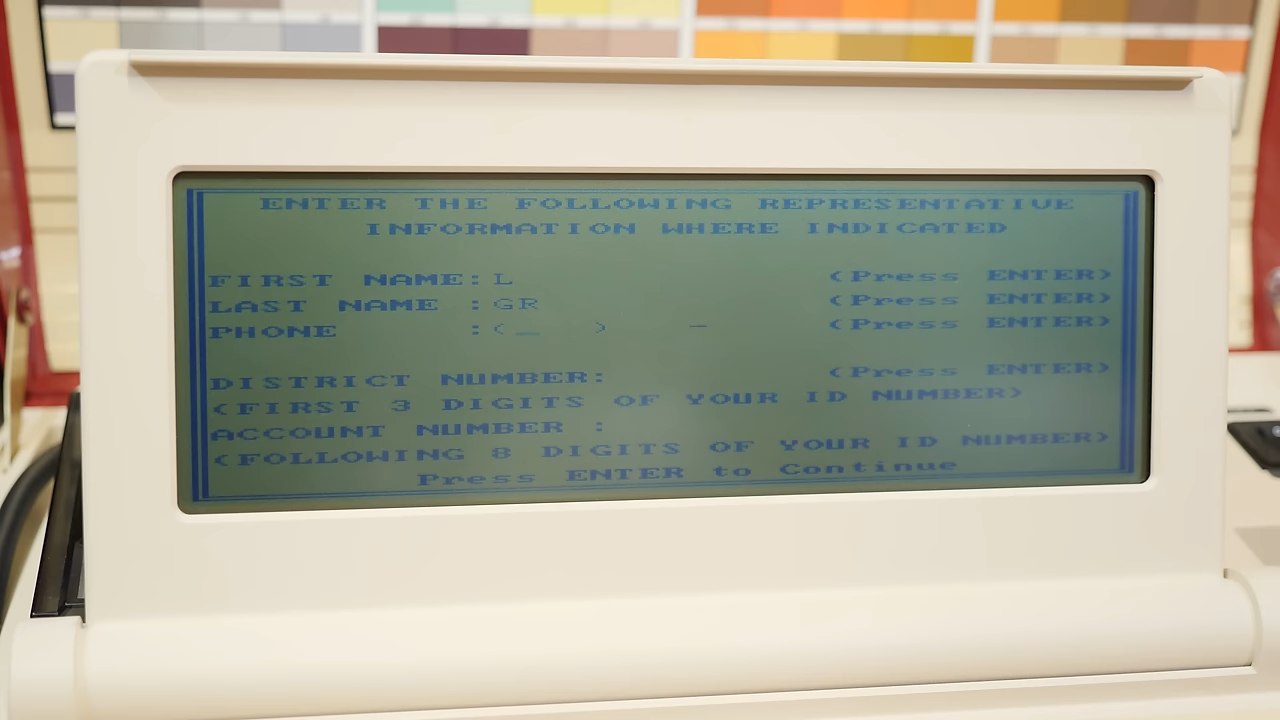 ENTER THE FOLLOWING REPRESENTATIVE
INFORMATION WHERE INDICATED
FIRST NAME:L (Press ENTER)
LAST NAME :GR (Press ENTER)
PHONE :(_ ) - (Press ENTER)
DISTRICT NUMBER: (Press ENTER)
(FIRST 3 DIGITS OF YOUR ID NUMBER)
ACCOUNT NUMBER :
(FOLLOWING 8 DIGITS OF YOUR ID NUMBER)
Press ENTER to Continue